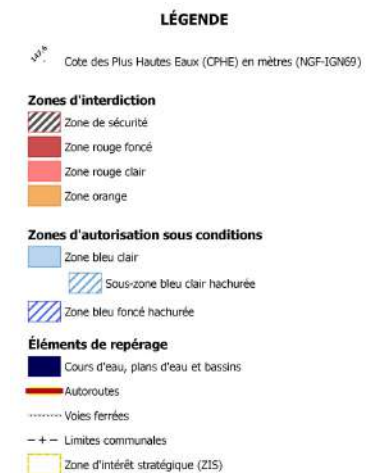 LÉGENDE
147.6
Cote des Plus Hautes Eaux (CPHE) en mètres (NGF-IGN69)
Zones d'interdiction
Zone de sécurité
Zone rouge foncé
Zone rouge clair
Zone orange
Zones d'autorisation sous conditions
Zone bleu clair
Sous-zone bleu clair hachurée
Zone bleu foncé hachurée
Éléments de repérage
Cours d'eau, plans d'eau et bassins
Autoroutes
Voies ferrées
Limites communales
Zone d'intérêt stratégique (ZIS)